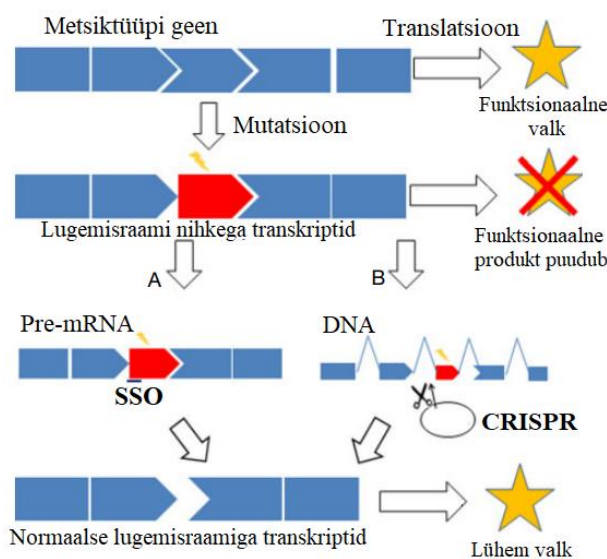 Metsiktüüpi geen
Translatsioon
Funktsionaalne
valk
Mutatsioon
Lugemisraami nihkega transkriptid
Funktsionaalne
produkt puudub
A
B
Pre-mRNA
DNA
SSO
CRISPR
Normaalse lugemisraamiga transkriptid
Lühem valk